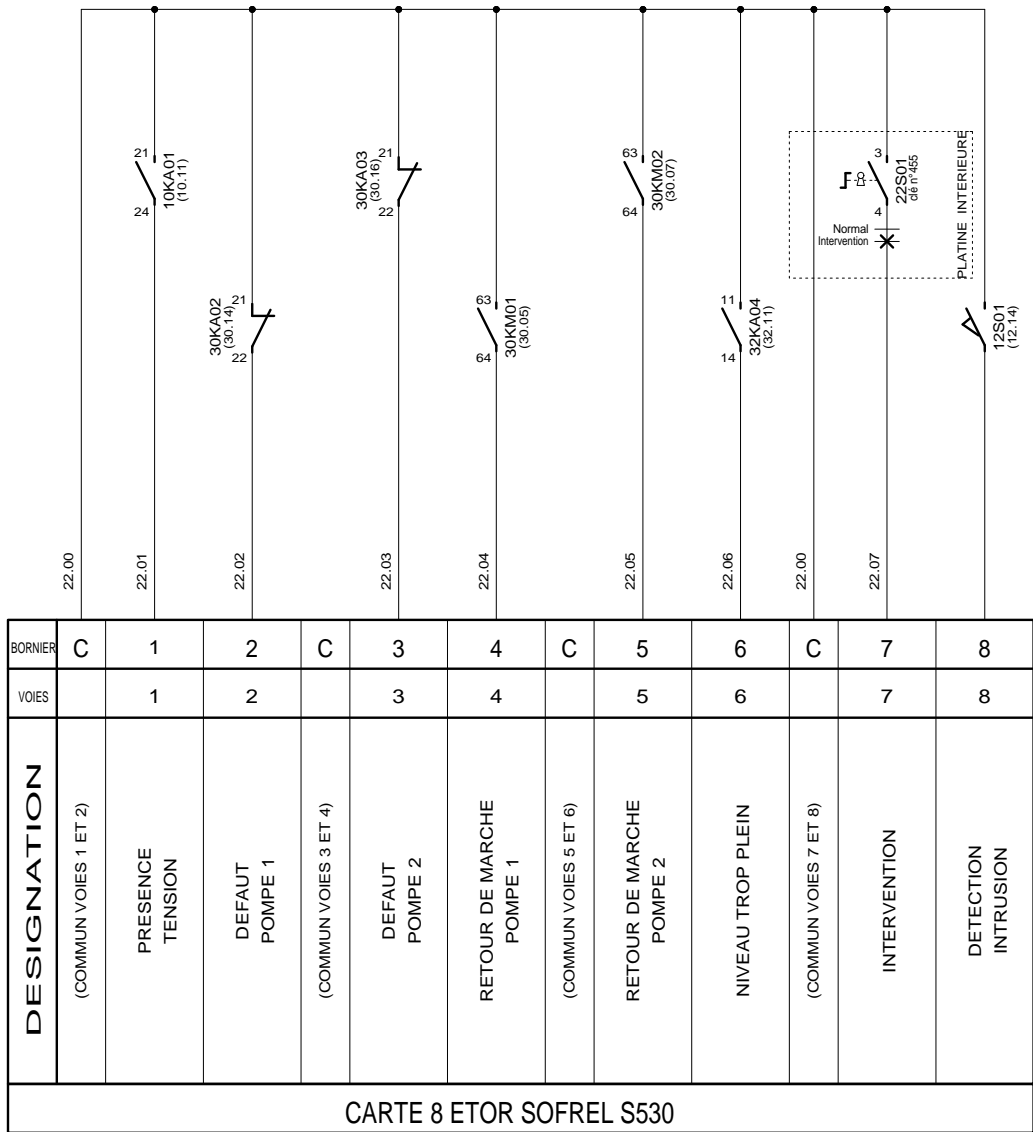 21
24
10KA01
(10.11)
30KA03
(30.16)
21
22
63
64
30KM02
(30.07)
3
4
22S01
clé n°455
Normal
Intervention
PLATINE INTERIEURE
30KA02
(30.14)
21
22
63
64
30KM01
(30.05)
11
14
32KA04
(32.11)
12S01
(12.14)
22.00
22.01
22.02
22.03
22.04
22.05
22.06
22.00
22.07
BORNIER C 1 2 C 3 4 C 5 6 C 7 8
VOIES 1 2 3 4 5 6 7 8
DESIGNATION
(COMMUN VOIES 1 ET 2)
PRESENCE
TENSION
DEFAUT
POMPE 1
(COMMUN VOIES 3 ET 4)
DEFAUT
POMPE 2
RETOUR DE MARCHE
POMPE 1
(COMMUN VOIES 5 ET 6)
RETOUR DE MARCHE
POMPE 2
NIVEAU TROP PLEIN
(COMMUN VOIES 7 ET 8)
INTERVENTION
DETECTION
INTRUSION
CARTE 8 ETOR SOFREL S530